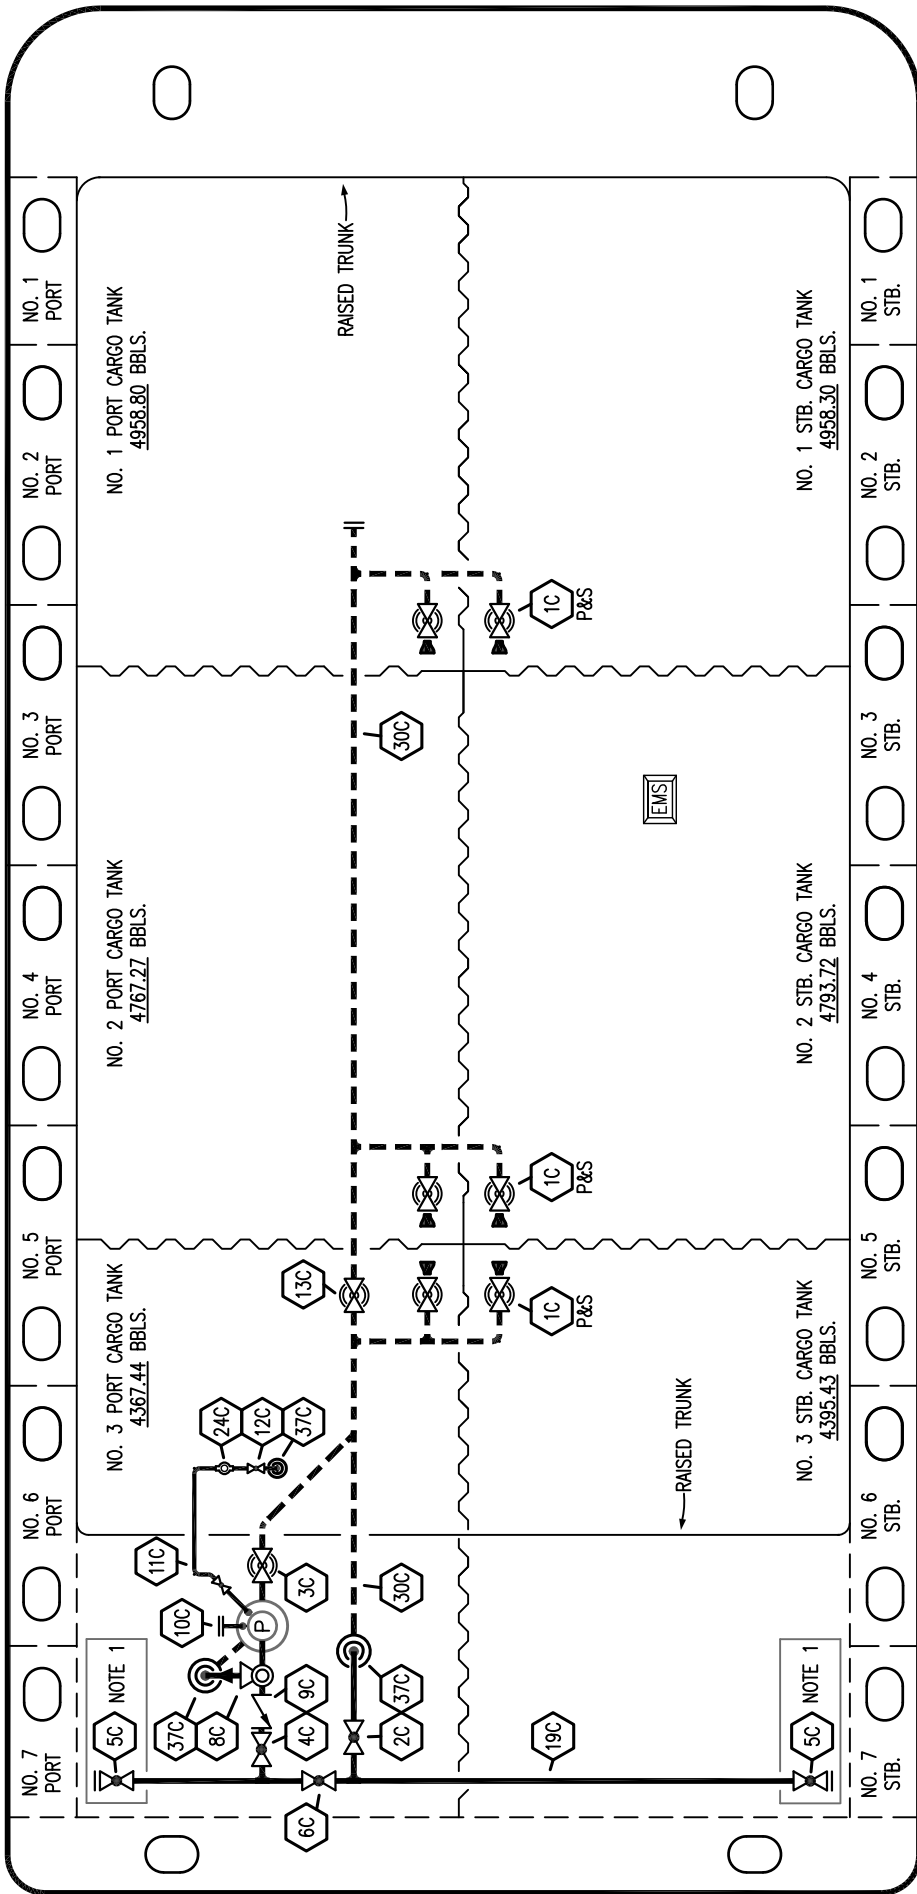 NO. 1
PORT
NO. 2
PORT
NO. 3
PORT
NO. 4
PORT
NO. 5
PORT
NO. 6
PORT
NO. 7
PORT
NO. 1 PORT CARGO TANK
4958.80 BBLS.
NO. 2 PORT CARGO TANK
4767.27 BBLS.
NO. 3 PORT CARGO TANK
4367.44 BBLS.
RAISED TRUNK
30C
1C
P&S
1C
P&S
1C
P&S
13C
24C
12C
37C
11C
10C
P
3C
30C
37C
8C
9C
4C
37C
2C
5C
NOTE 1
6C
19C
5C
NOTE 1
EMS
RAISED TRUNK
NO. 1 STB. CARGO TANK
4958.30 BBLS.
NO. 2 STB. CARGO TANK
4793.72 BBLS.
NO. 3 STB. CARGO TANK
4395.43 BBLS.
NO. 1
STB.
NO. 2
STB.
NO. 3
STB.
NO. 4
STB.
NO. 5
STB.
NO. 6
STB.
NO. 7
STB.